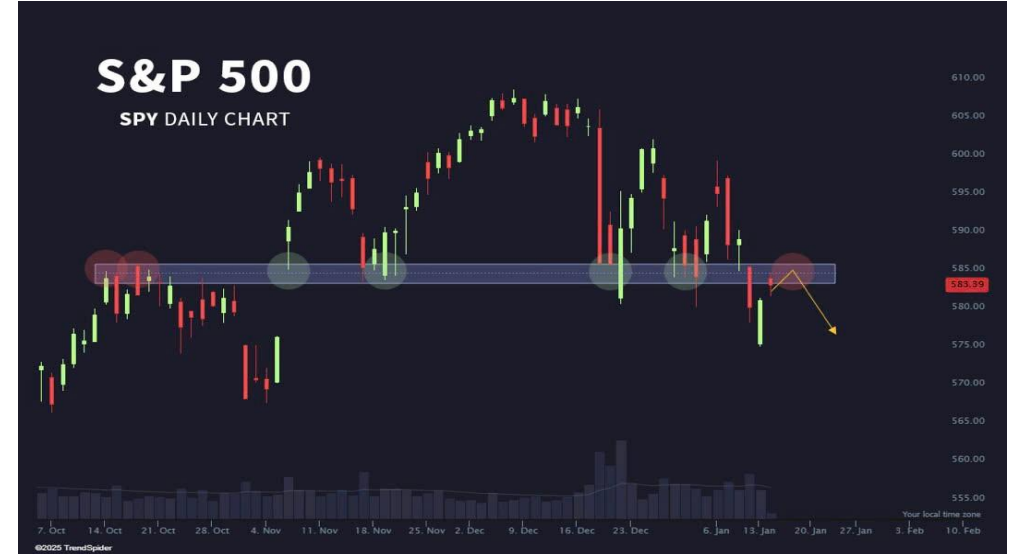 S&P 500
SPY DAILY CHART
610.00
605.00
600.00
595.00
590.00
585.00
583.39
580.00
575.00
570.00
565.00
560.00
555.00
Your local time zone
7. Oct 14. Oct 21. Oct 28. Oct 4. Nov 11. Nov 18. Nov 25. Nov 2. Dec 9. Dec 16. Dec 23. Dec 6. Jan 13. Jan 20. Jan 27. Jan 3. Feb 10. Feb
©2025 TrendSpider